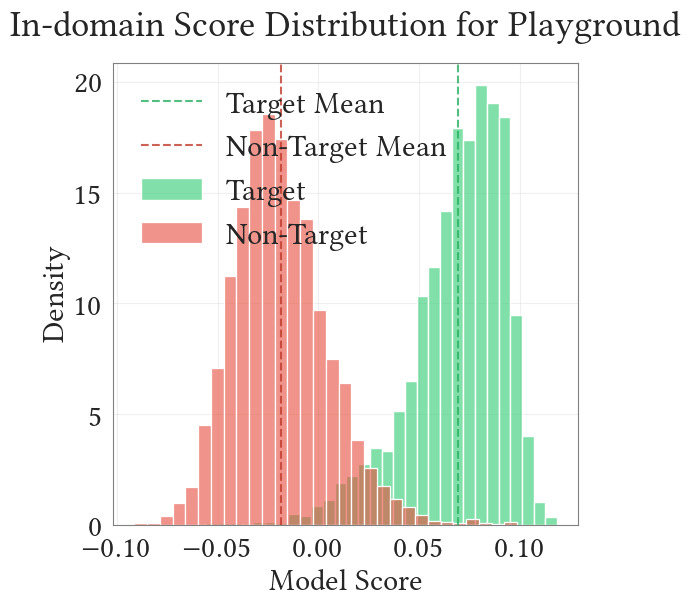 In-domain Score Distribution for Playground
Target Mean
Non-Target Mean
Target
Non-Target
Density
20
15
10
5
0
−0.10 −0.05 0.00 0.05 0.10
Model Score